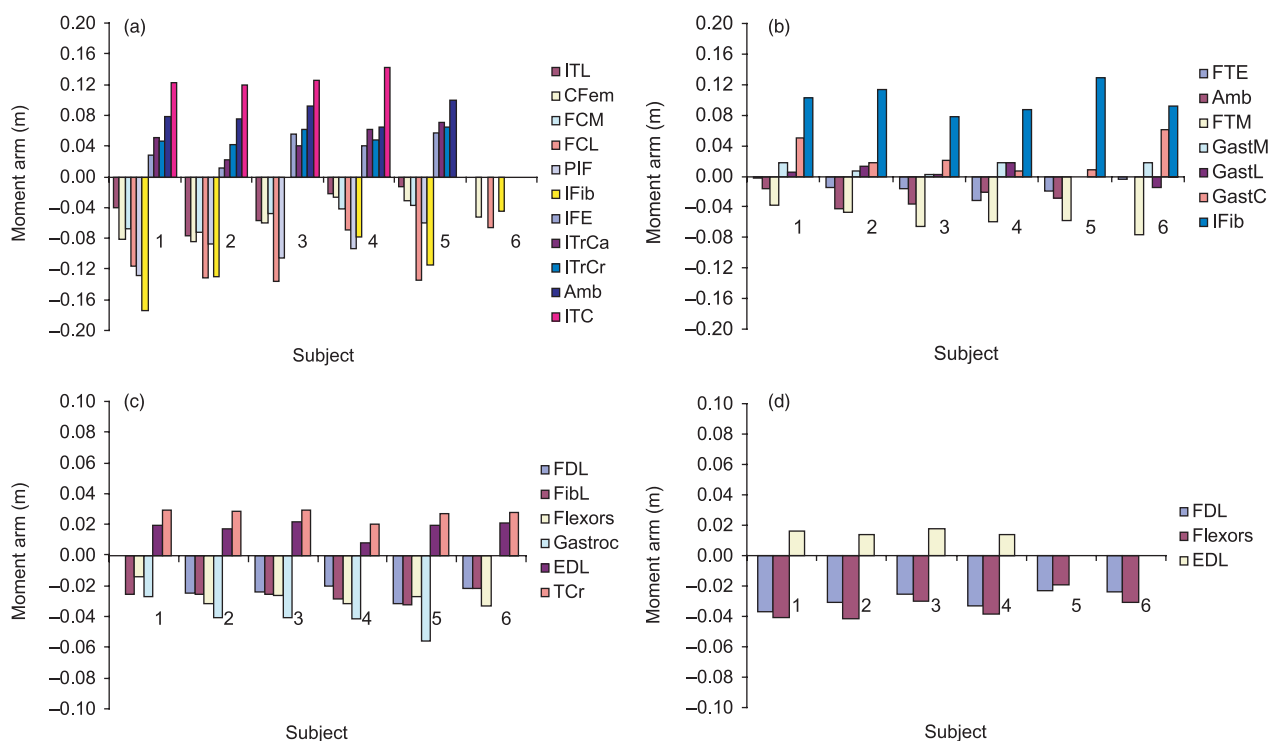 (a)
Moment arm (m)
0.20
0.16
0.12
0.08
0.04
0.00
–0.04
–0.08
–0.12
–0.16
–0.20
1 2 3 4 5 6
Subject
ITL
CFem
FCM
FCL
PIF
IFib
IFE
ITrCa
ITrCr
Amb
ITC
(b)
Moment arm (m)
0.20
0.16
0.12
0.08
0.04
0.00
–0.04
–0.08
–0.12
–0.16
–0.20
1 2 3 4 5 6
Subject
FTE
Amb
FTM
GastM
GastL
GastC
IFib
(c)
Moment arm (m)
0.10
0.08
0.06
0.04
0.02
0.00
–0.02
–0.04
–0.06
–0.08
–0.10
1 2 3 4 5 6
Subject
FDL
FibL
Flexors
Gastroc
EDL
TCr
(d)
Moment arm (m)
0.10
0.08
0.06
0.04
0.02
0.00
–0.02
–0.04
–0.06
–0.08
–0.10
1 2 3 4 5 6
Subject
FDL
Flexors
EDL